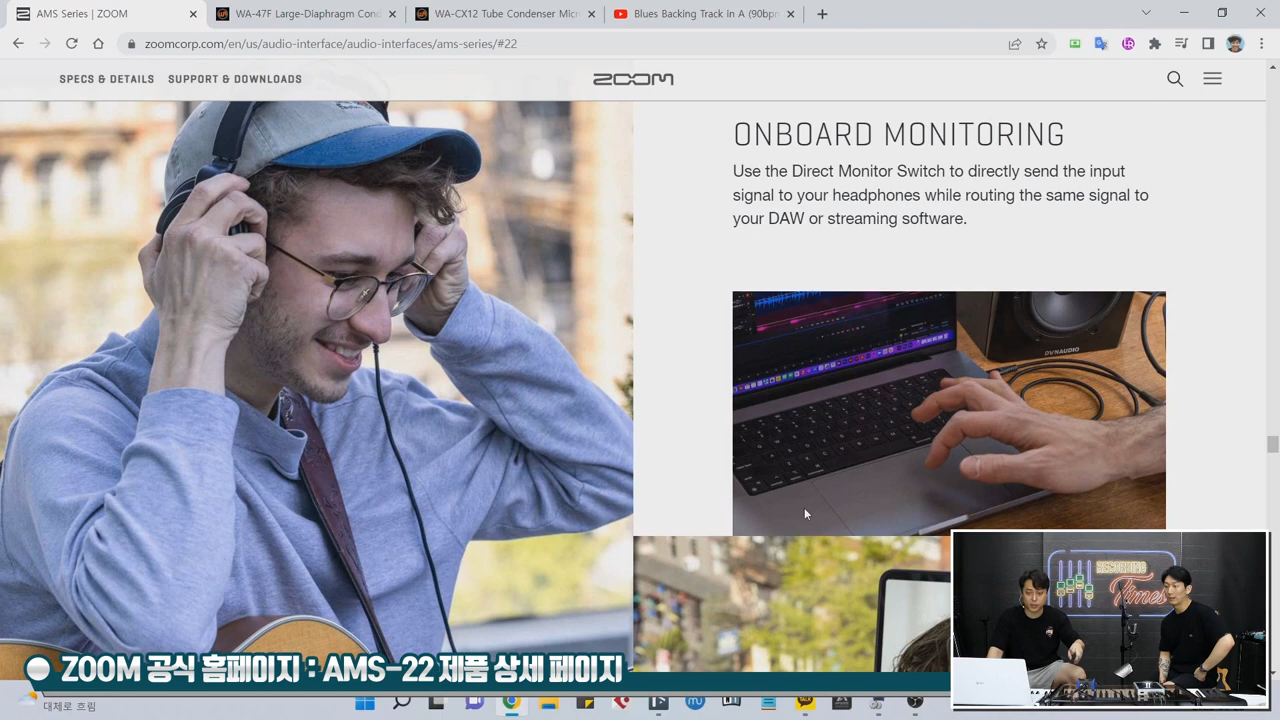 AMS Series | ZOOM
WA-47F Large-Diaphragm Cond
WA-CX12 Tube Condenser Micr
Blues Backing Track In A (90bpm
zoomcorp.com/en/us/audio-interface/audio-interfaces/ams-series/#22
SPECS & DETAILS
SUPPORT & DOWNLOADS
ZOOM
ONBOARD MONITORING
Use the Direct Monitor Switch to directly send the input
signal to your headphones while routing the same signal to
your DAW or streaming software.
DYNAUDIO
RECORDING
Times
ZOOM 공식 홈페이지 : AMS-22 제품 상세 페이지
대체로 흐림